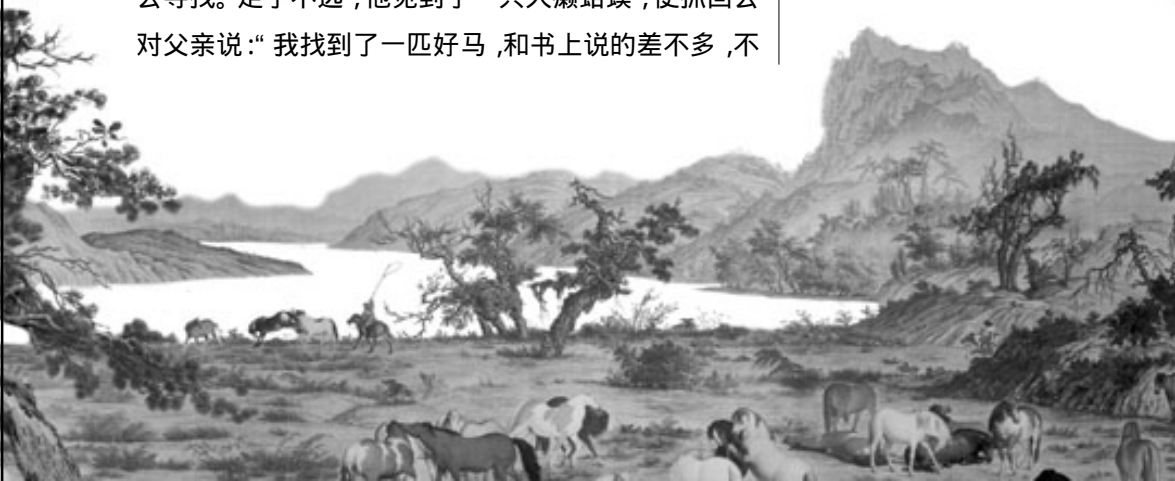 去寻找。走了不远 ,他见到了一只大癞蛤蟆 ,便抓回去
对父亲说 :“ 我找到了一匹好马 ,和书上说的差不多 ,不